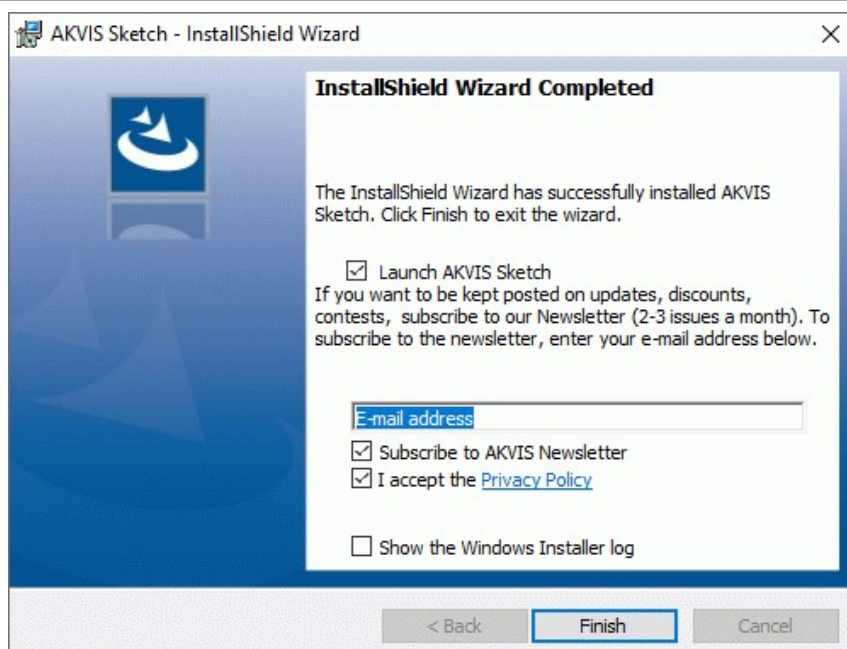 AKVIS Sketch - InstallShield Wizard
InstallShield Wizard Completed
The InstallShield Wizard has successfully installed AKVIS
Sketch. Click Finish to exit the wizard.
Launch AKVIS Sketch
If you want to be kept posted on updates, discounts,
contests,  subscribe to our Newsletter (2-3 issues a month). To
subscribe to the newsletter, enter your e-mail address below.
E-mail address
Subscribe to AKVIS Newsletter
I accept the Privacy Policy
Show the Windows Installer log
< Back Finish Cancel